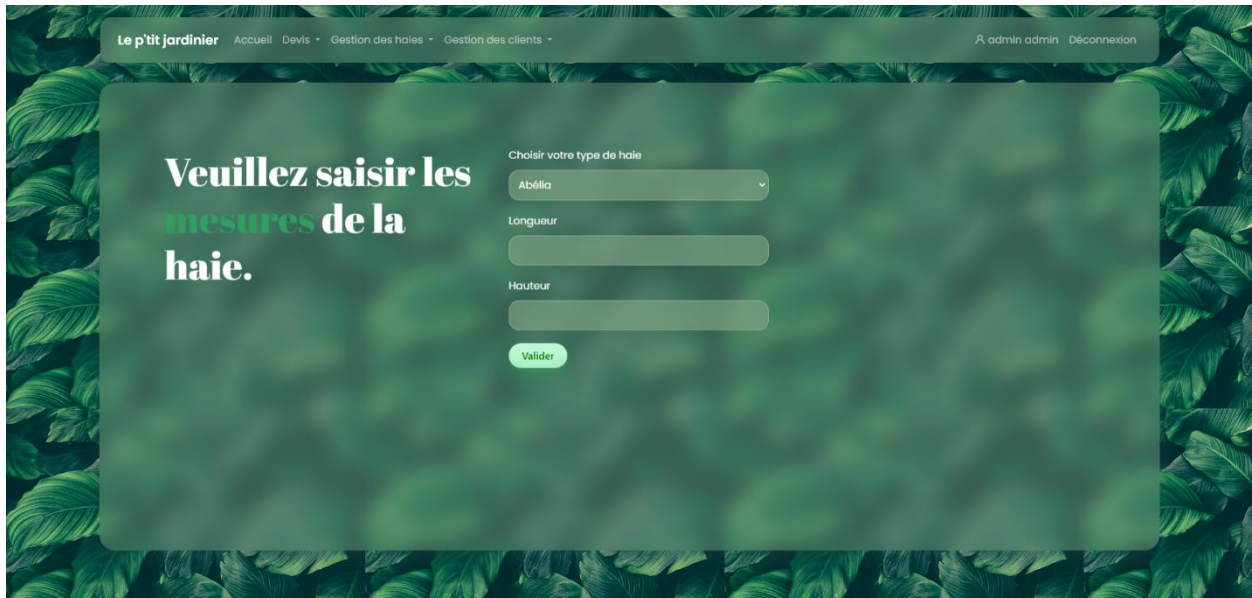 Le p'tit jardinier Accueil Devis Gestion des haies Gestion des clients admin admin Déconnexion
Veuillez saisir les
mesures de la
haie.
Choisir votre type de haie
Abélia
Longueur
Hauteur
Valider